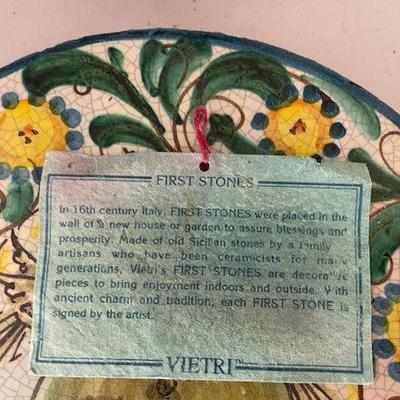 FIRST STONES
In 16th century Italy, FIRST STONES were placed in the
wall of a new house or garden to assure blessings and
prosperity. Made of old Sicilian stones by a family
artisans who have been ceramicists for many
generations, Vietri's FIRST STONES are decorative
pieces to bring enjoyment indoors and outside. With
ancient charm and tradition, each FIRST STONE is
signed by the artist.
VIETRI™